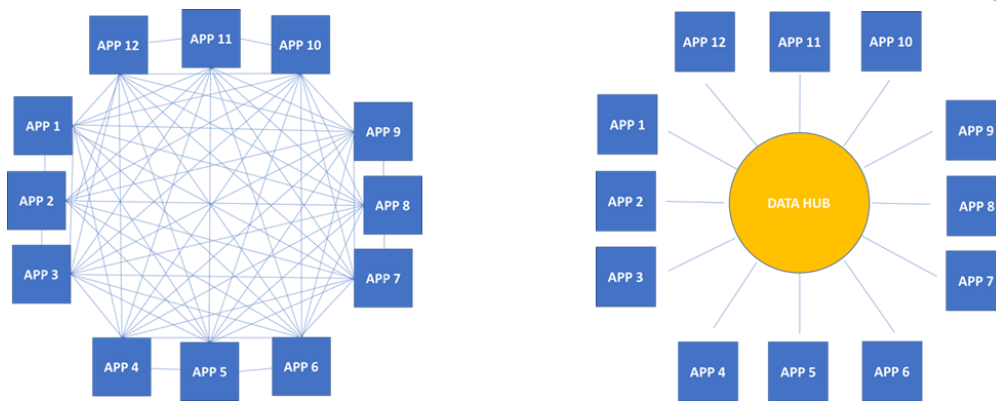 APP 12
APP 11
APP 10
APP 1
APP 9
APP 2
APP 8
APP 3
APP 7
APP 4
APP 5
APP 6
APP 12
APP 11
APP 10
APP 1
APP 9
APP 2
DATA HUB
APP 8
APP 3
APP 7
APP 4
APP 5
APP 6